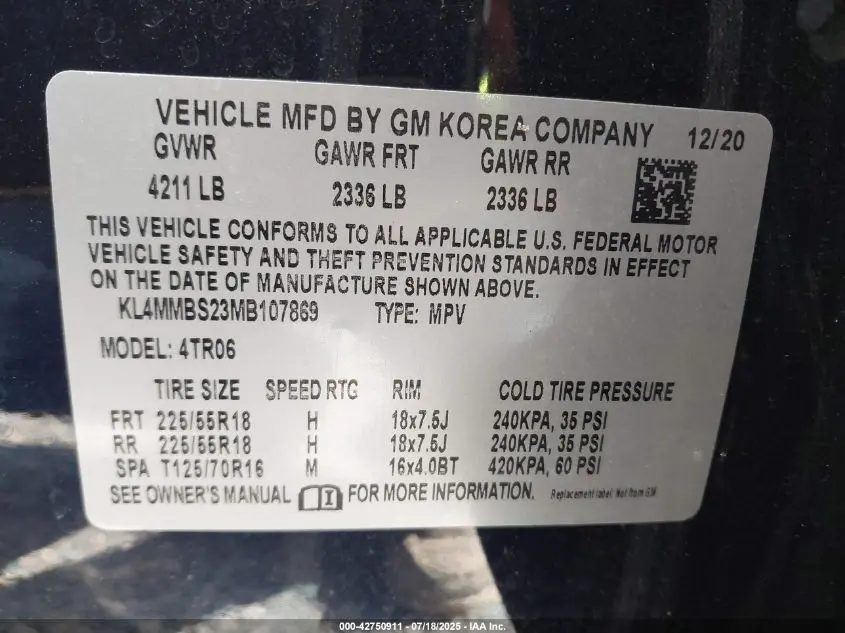 VEHICLE MFD BY GM KOREA COMPANY 12/20
GVWR GAWR FRT GAWR RR
4211 LB 2336 LB 2336 LB
THIS VEHICLE CONFORMS TO ALL APPLICABLE U.S. FEDERAL MOTOR
VEHICLE SAFETY AND THEFT PREVENTION STANDARDS IN EFFECT
ON THE DATE OF MANUFACTURE SHOWN ABOVE.
KL4MMBS23MB107869 TYPE: MPV
MODEL: 4TR06
TIRE SIZE SPEED RTG RIM COLD TIRE PRESSURE
FRT 225/55R18 H 18x7.5J 240KPA, 35 PSI
RR 225/55R18 H 18x7.5J 240KPA, 35 PSI
SPA T125/70R16 M 16x4.0BT 420KPA, 60 PSI
SEE OWNER'S MANUAL FOR MORE INFORMATION. Replacement label: Not from GM
000-42750911 - 07/18/2025 - IAA Inc.